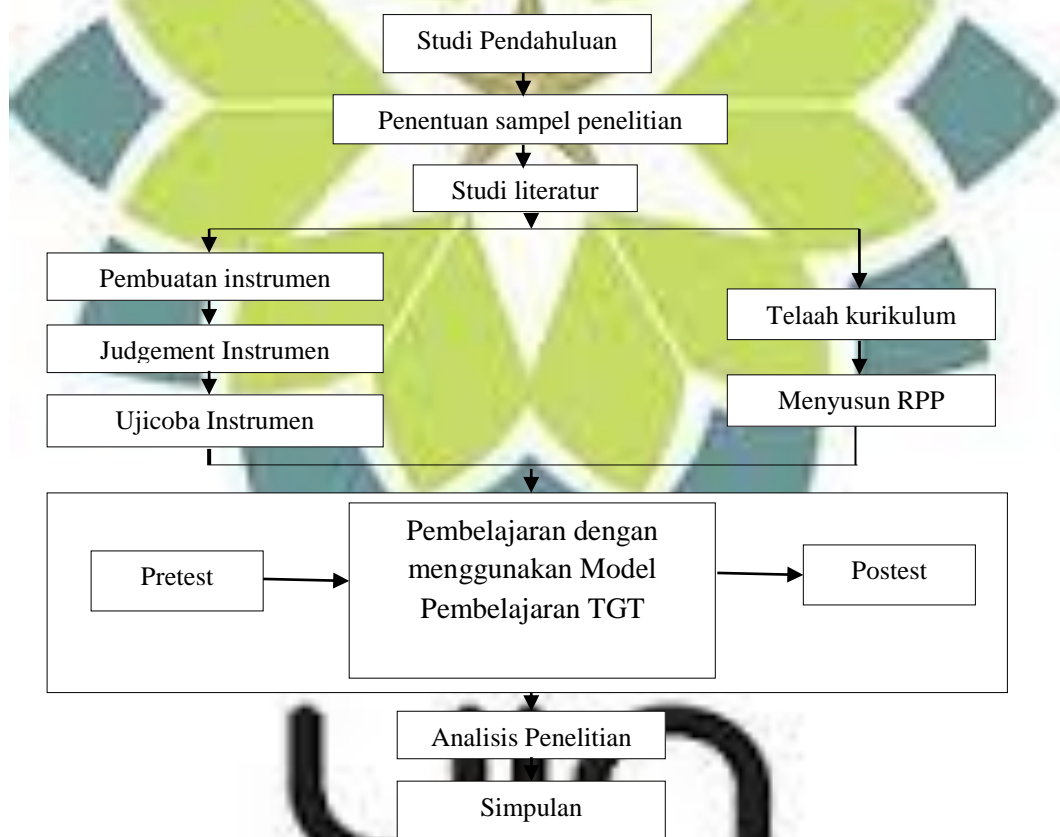 Studi Pendahuluan
Penentuan sampel penelitian
Studi literatur
Pembuatan instrumen
Judgement Instrumen
Ujicoba Instrumen
Telaah kurikulum
Menyusun RPP
Pretest
Pembelajaran dengan
menggunakan Model
Pembelajaran TGT
Postest
Analisis Penelitian
Simpulan